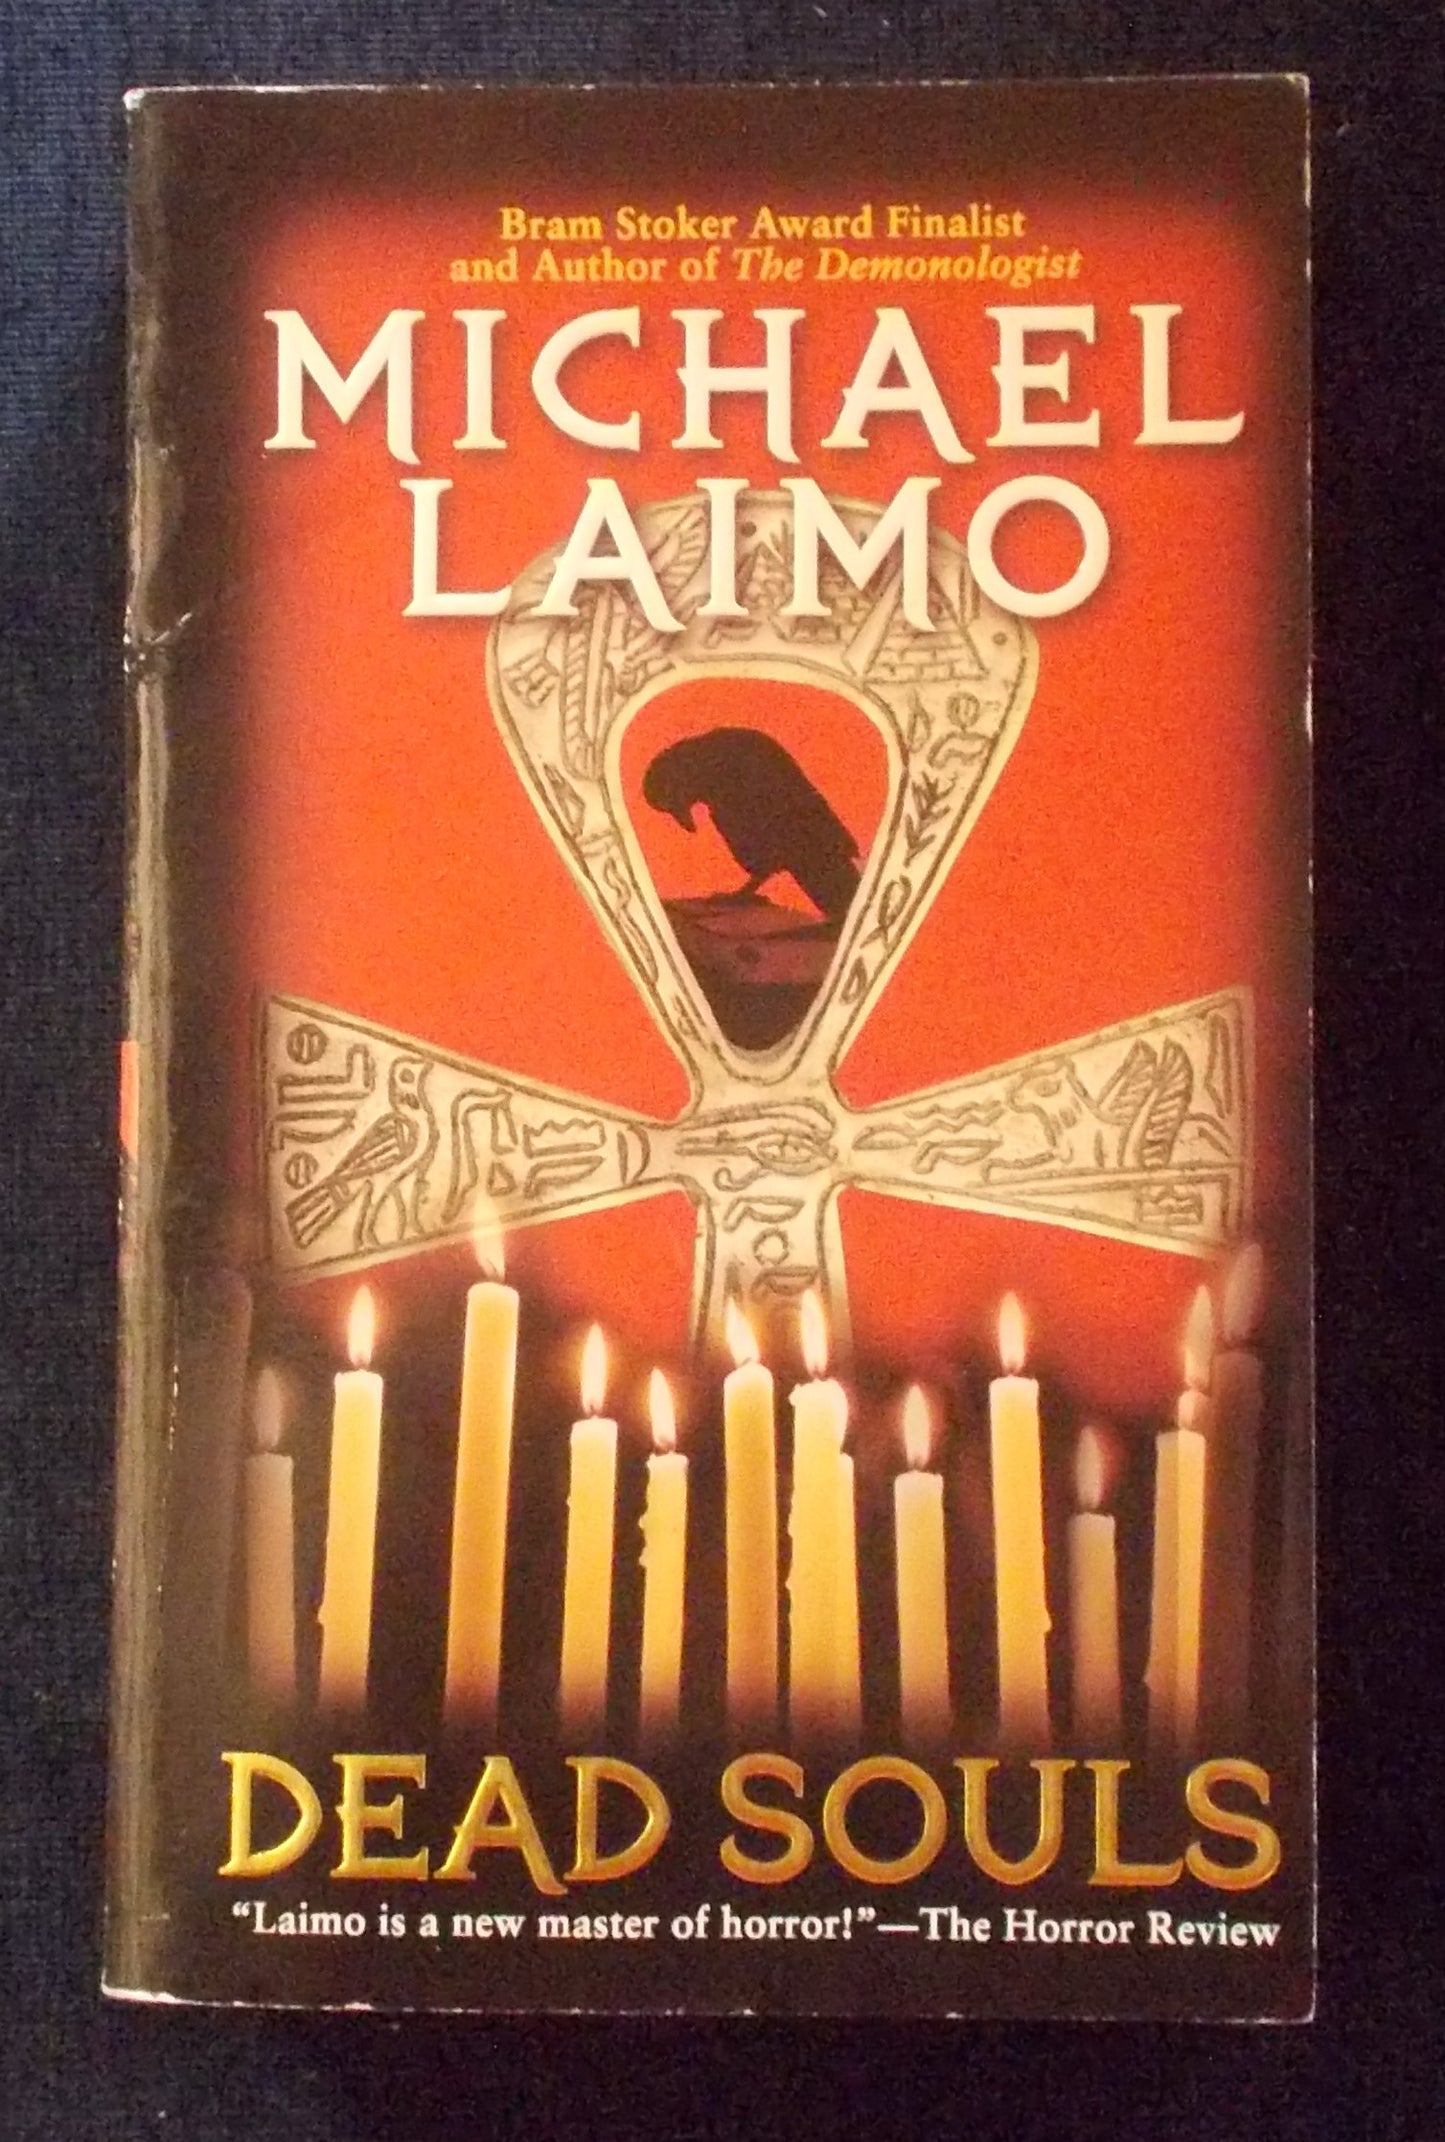 Bram Stoker Award Finalist
and Author of The Demonologist
MICHAEL
LAIMO
DEAD SOULS
“Laimo is a new master of horror!”—The Horror Review